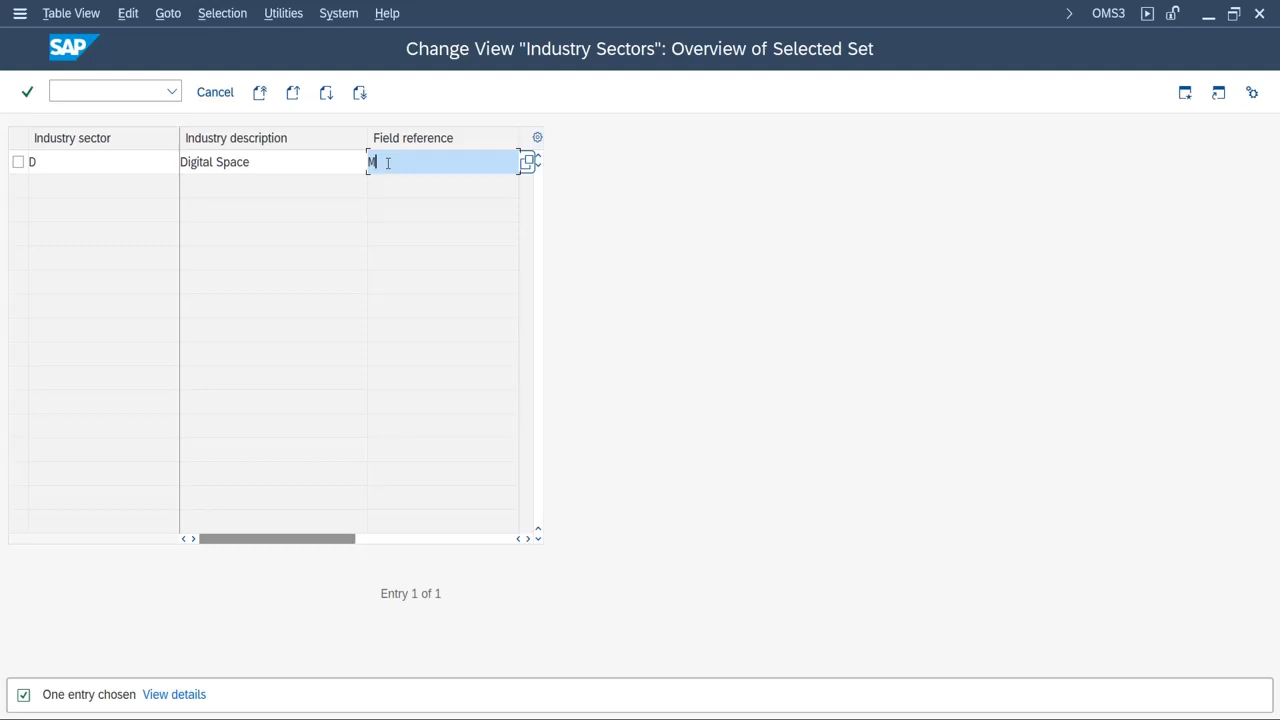 Table View Edit Goto Selection Utilities System Help OMS3
SAP Change View "Industry Sectors": Overview of Selected Set
Cancel
Industry sector Industry description Field reference
D Digital Space M
Entry 1 of 1
One entry chosen View details